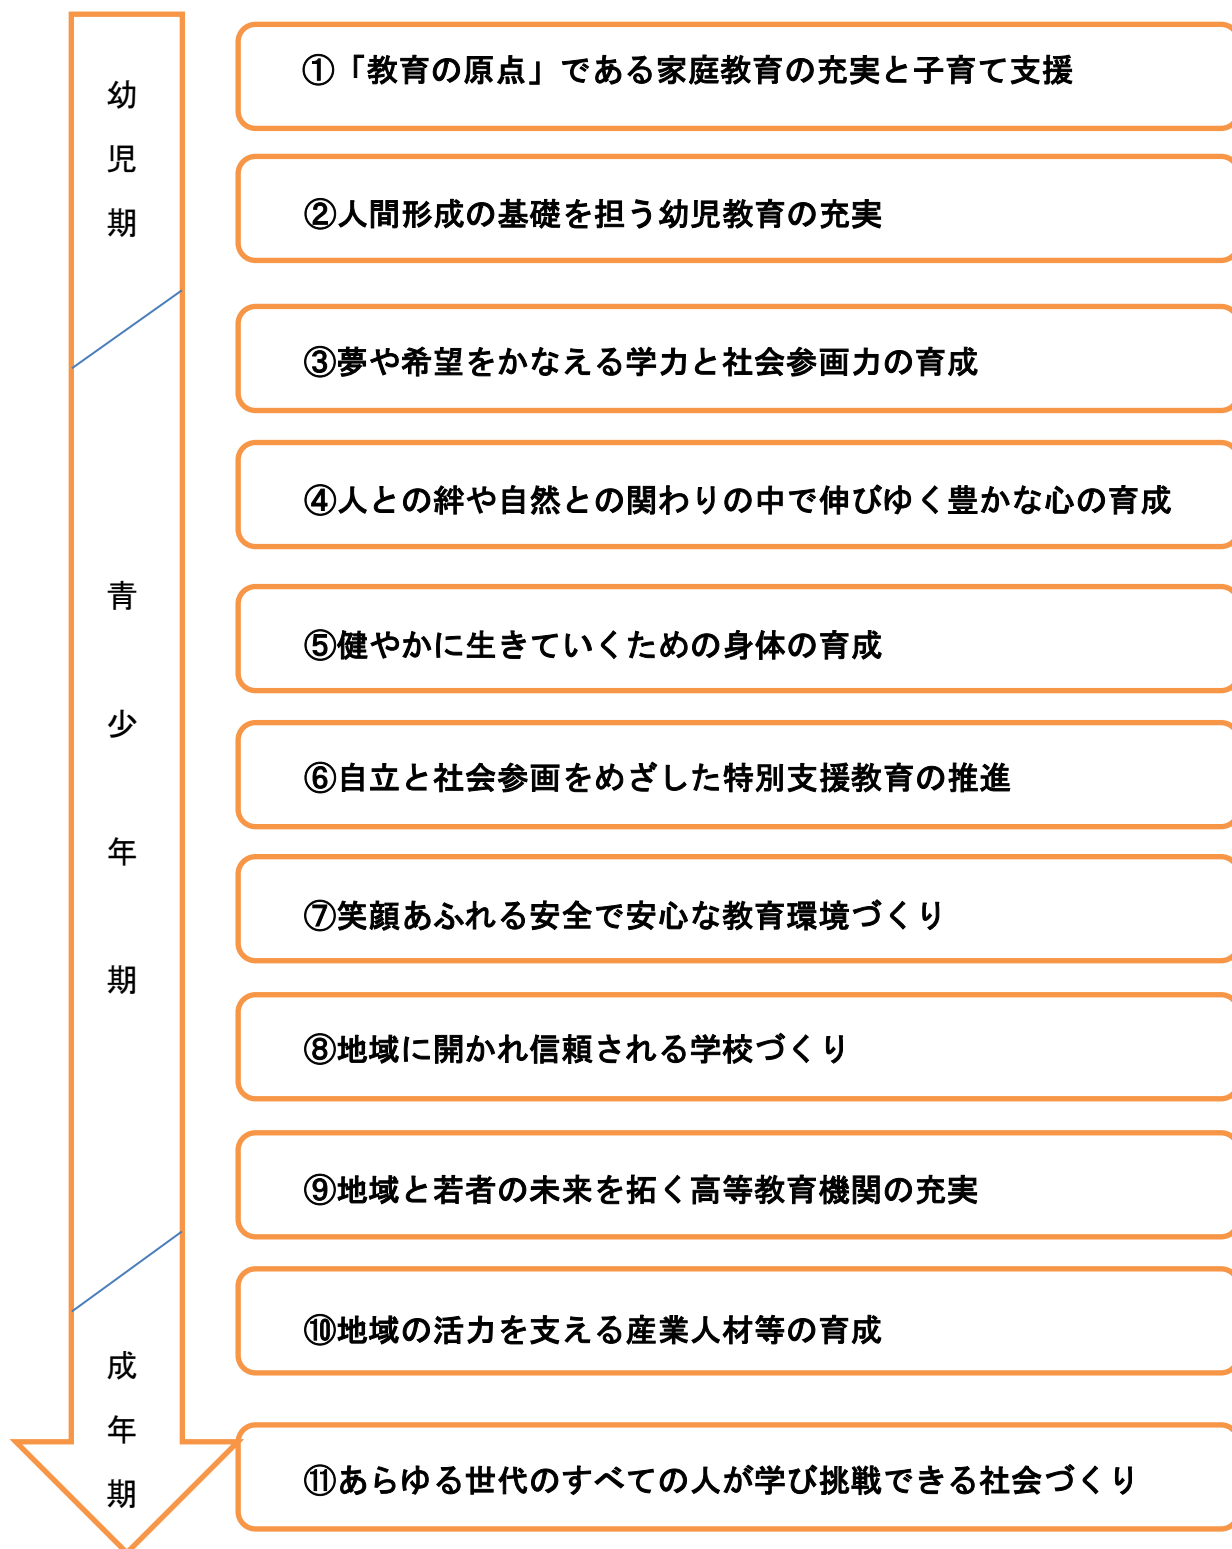 幼児期
①「教育の原点」である家庭教育の充実と子育て支援
②人間形成の基礎を担う幼児教育の充実
青少年期
③夢や希望をかなえる学力と社会参画力の育成
④人との絆や自然との関わりの中で伸びゆく豊かな心の育成
⑤健やかに生きていくための身体の育成
⑥自立と社会参画をめざした特別支援教育の推進
⑦笑顔あふれる安全で安心な教育環境づくり
⑧地域に開かれ信頼される学校づくり
⑨地域と若者の未来を拓く高等教育機関の充実
成年期
⑩地域の活力を支える産業人材等の育成
⑪あらゆる世代のすべての人が学び挑戦できる社会づくり